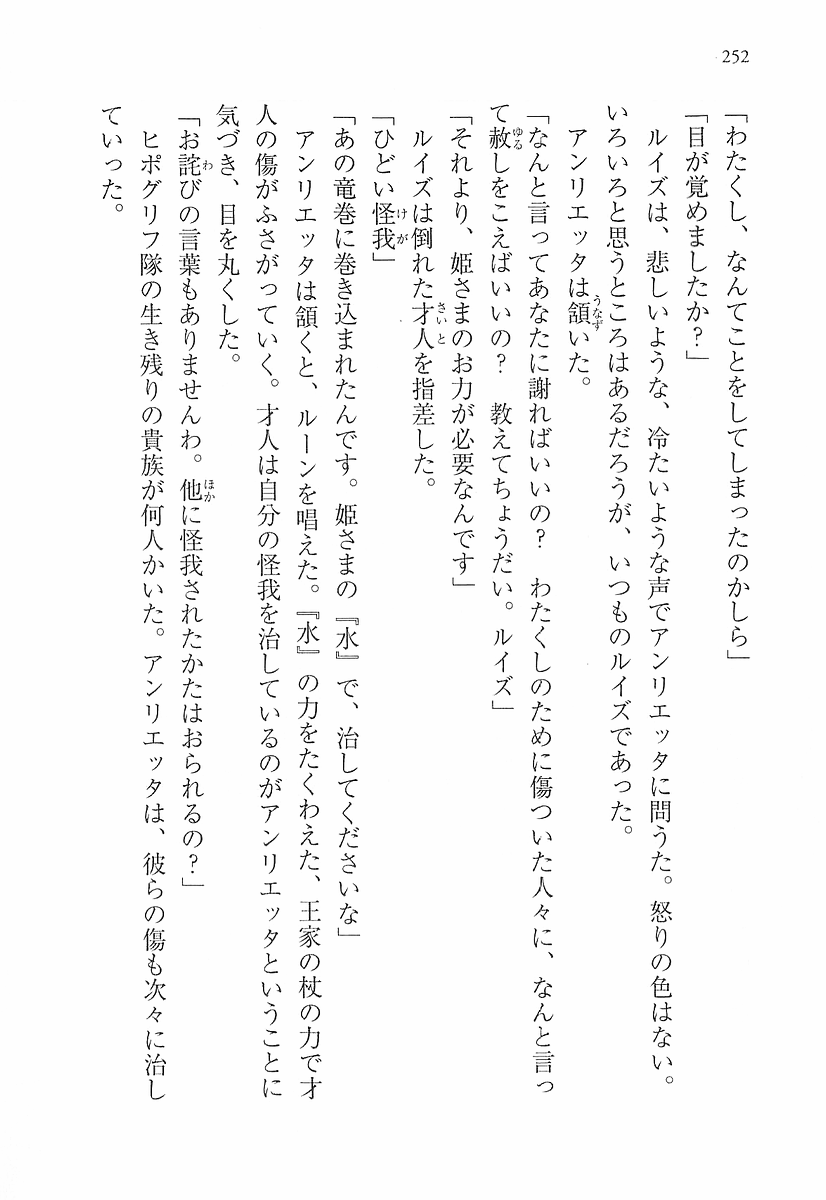 252
「わたくし、なんてことをしてしまったのかしら」
「目が覚めましたか？」
ルイズは、悲しいような、冷たいような声でアンリエッタに問うた。怒りの色はない。
いろいろと思うところはあるだろうが、いつものルイズであった。
アンリエッタは頷いた。
「なんと言ってあなたに謝ればいいの？　わたくしのために傷ついた人々に、なんと言っ
て赦しをこえばいいの？　教えてちょうだい。ルイズ」
「それより、姫さまのお力が必要なんです」
ルイズは倒れた才人を指差した。
「ひどい怪我」
「あの竜巻に巻き込まれたんです。姫さまの『水』で、治してくださいな」
アンリエッタは頷くと、ルーンを唱えた。『水』の力をたくわえた、王家の杖の力で才
人の傷がふさがっていく。才人は自分の怪我を治しているのがアンリエッタということに
気づき、目を丸くした。
「お詫びの言葉もありませんわ。他に怪我されたかたはおられるの？」
ヒポグリフ隊の生き残りの貴族が何人かいた。アンリエッタは、彼らの傷も次々に治し
ていった。